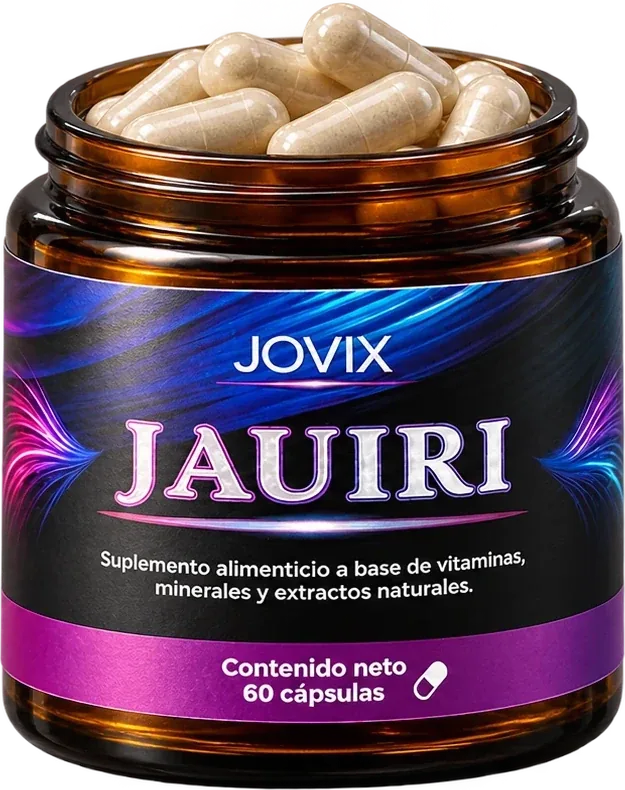 JOVIX
JAUIRI
Suplemento alimenticio a base de vitaminas,
minerales y extractos naturales.
Contenido neto
60 cápsulas